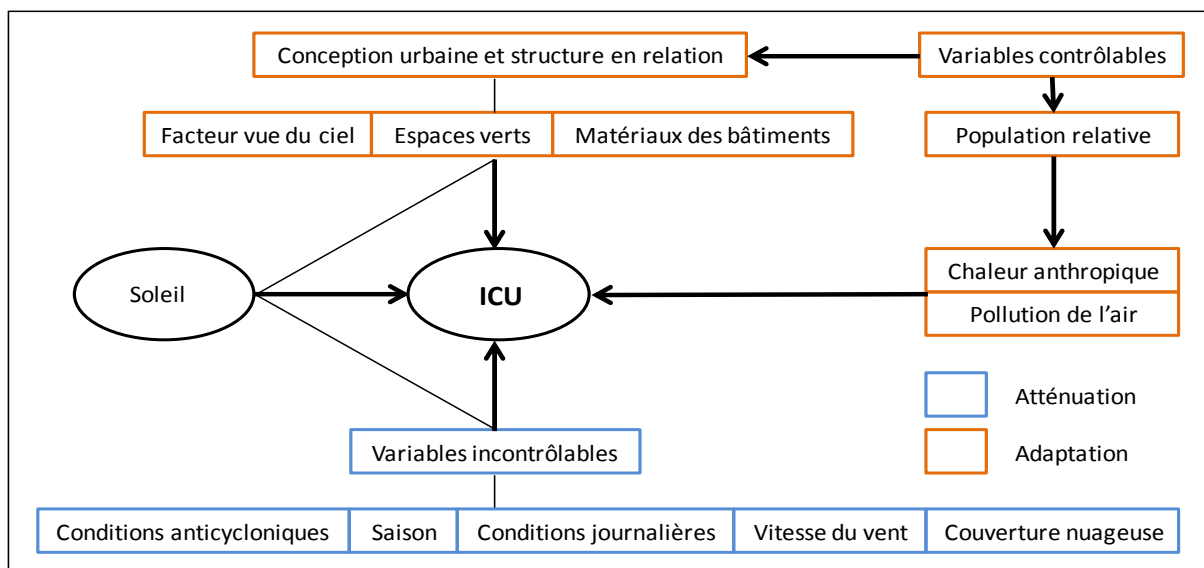 Conception urbaine et structure en relation
Variables contrôlables
Facteur vue du ciel
Espaces verts
Matériaux des bâtiments
Population relative
Soleil
ICU
Chaleur anthropique
Pollution de l'air
Atténuation
Adaptation
Variables incontrôlables
Conditions anticycloniques
Saison
Conditions journalières
Vitesse du vent
Couverture nuageuse